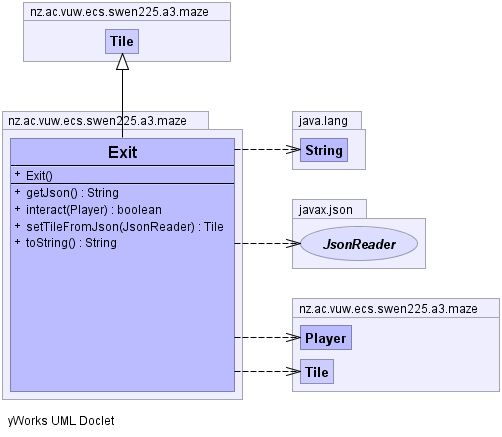 nz.ac.vuw.ecs.swen225.a3.maze
Tile
nz.ac.vuw.ecs.swen225.a3.maze
Exit
+ Exit()
+ getJson() : String
+ interact(Player) : boolean
+ setTileFromJson(JsonReader) : Tile
+ toString() : String
java.lang
String
javax.json
JsonReader
nz.ac.vuw.ecs.swen225.a3.maze
Player
Tile
yWorks UML Doclet